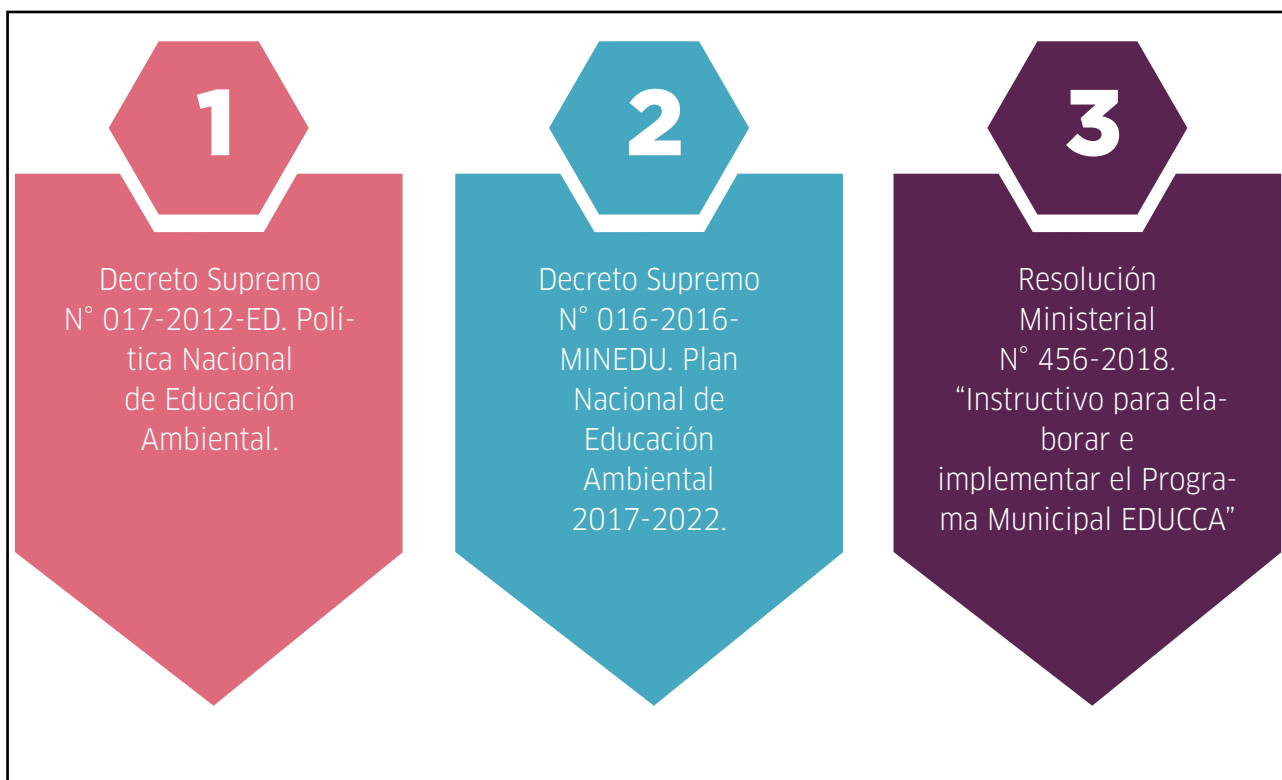 1
Decreto Supremo
N° 017-2012-ED. Polí-
tica Nacional
de Educación
Ambiental.
2
Decreto Supremo
N° 016-2016-
MINEDU. Plan
Nacional de
Educación
Ambiental
2017-2022.
3
Resolución
Ministerial
N° 456-2018.
“Instructivo para ela-
borar e
implementar el Progra-
ma Municipal EDUCCA”